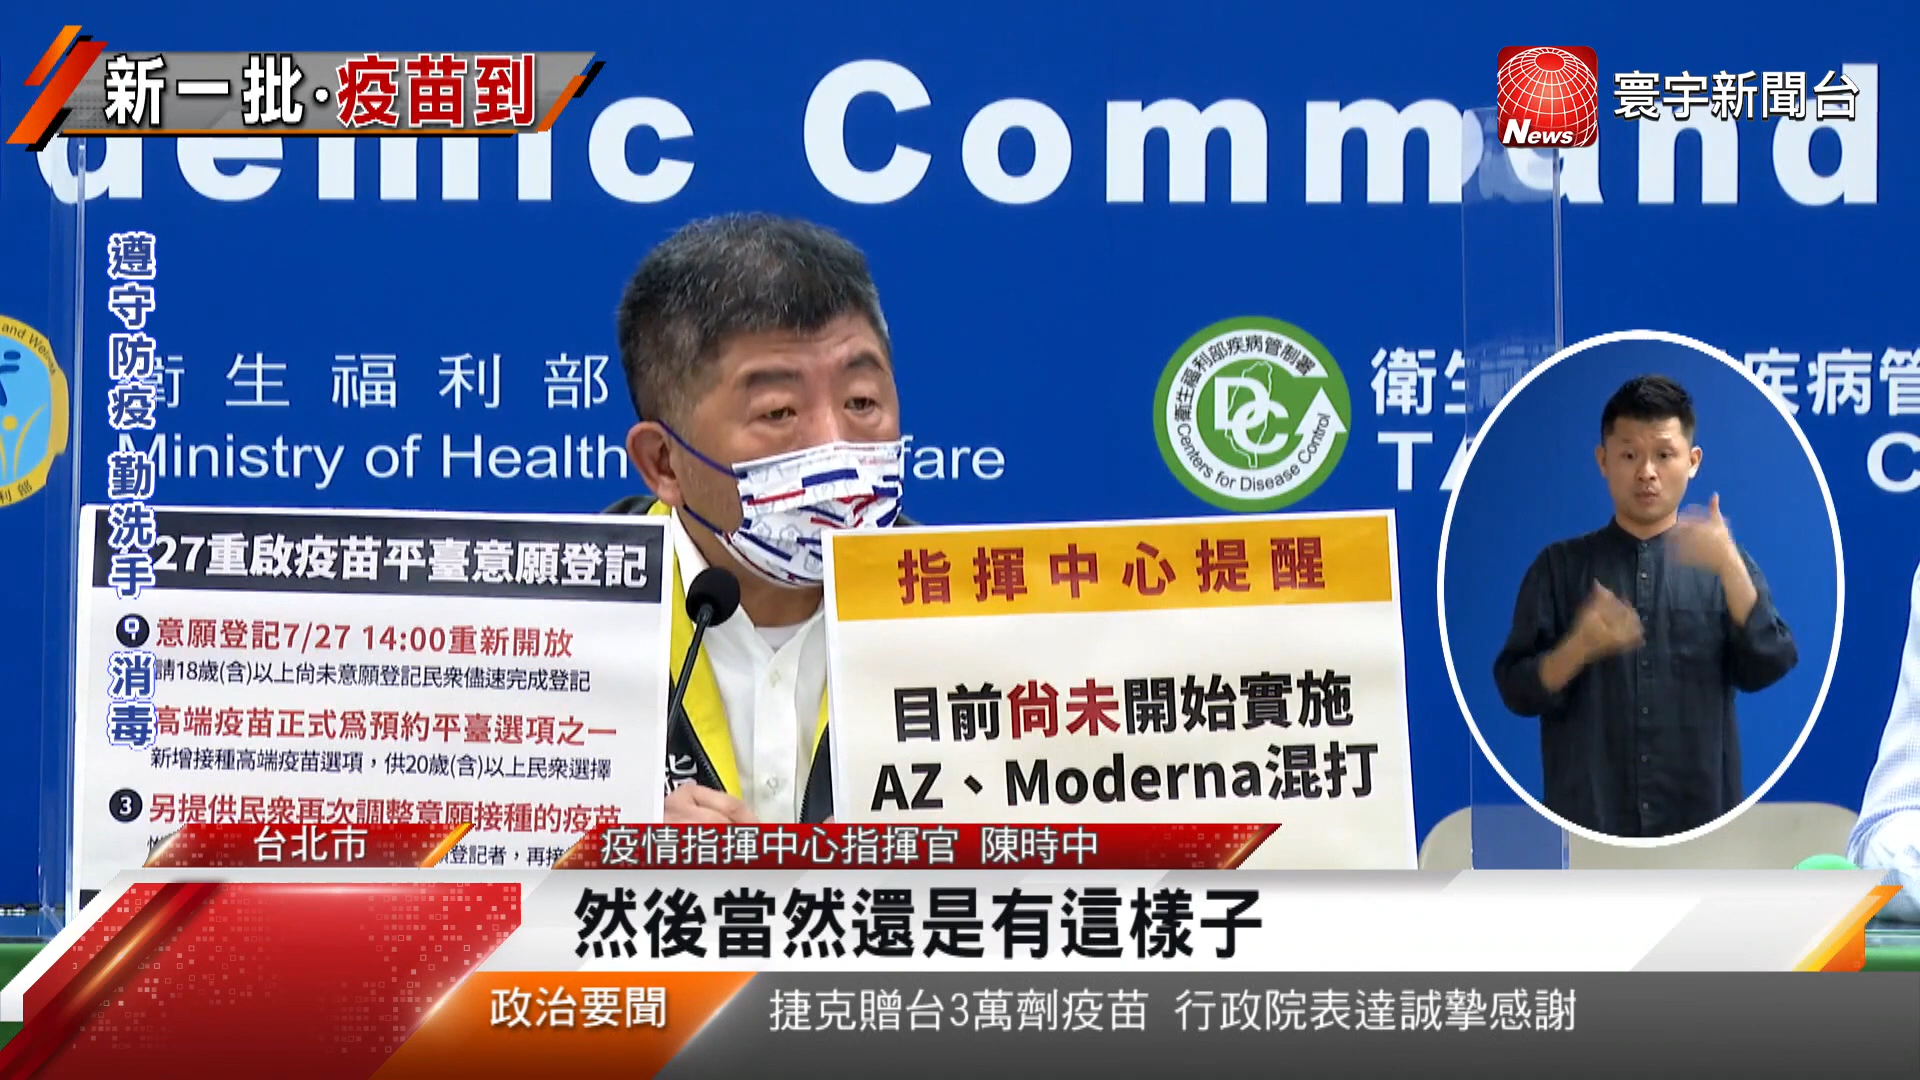 新一批·疫苗到
News
寰宇新聞台
demic Command
遵守防疫 勤洗手 消毒
衛生福利部
Ministry of Health
fare
衛生福利部疾病管制署
Centers for Disease Control
DC
疾病管
and
利部
27重啟疫苗平臺意願登記
意願登記7/27 14:00重新開放
請18歲(含)以上尚未意願登記民眾儘速完成登記
高端疫苗正式為預約平臺選項之一
新增接種高端疫苗選項，供20歲(含)以上民眾選擇
3 另提供民眾再次調整意願接種的疫苗
登記者，再接
指揮中心提醒
目前尚未開始實施
AZ、Moderna混打
台北市
疫情指揮中心指揮官 陳時中
然後當然還是有這樣子
政治要聞
捷克贈台3萬劑疫苗 行政院表達誠摯感謝